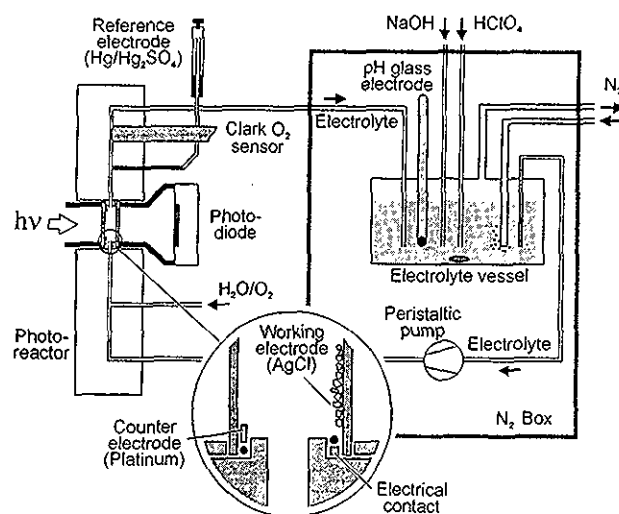 Reference
electrode
(Hg/Hg₂SO₄)
NaOH
HClO₄
pH glass
electrode
N₂
Electrolyte
Clark O₂
sensor
hν
Photo-
diode
Electrolyte vessel
H₂O/O₂
Peristaltic
pump
Photo-
reactor
Working
electrode
(AgCl)
Electrolyte
Counter
electrode
(Platinum)
N₂ Box
Electrical
contact